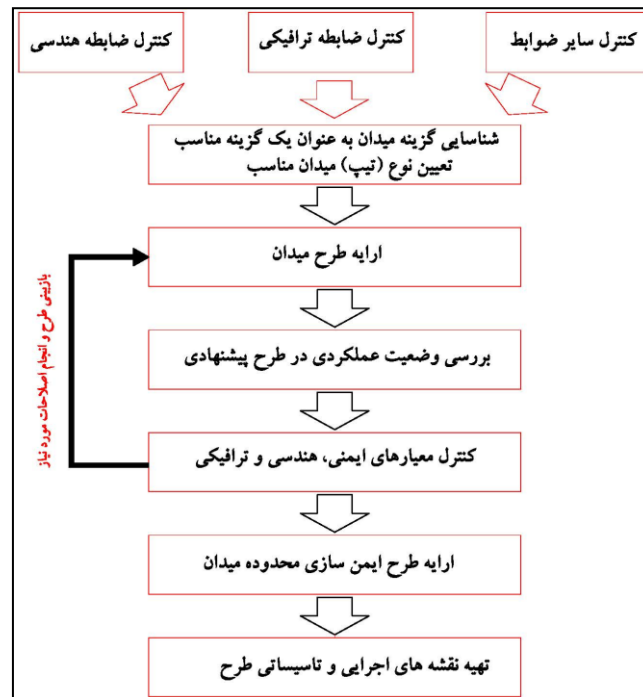 کنترل سایر ضوابط
کنترل ضابطه ترافیکی
کنترل ضابطه هندسی
شناسایی گزینه میدان به عنوان یک گزینه مناسب
تعیین نوع (تیپ) میدان مناسب
ارایه طرح میدان
بررسی وضعیت عملکردی در طرح پیشنهادی
کنترل معیارهای ایمنی، هندسی و ترافیکی
بازبینی طرح و انجام اصلاحات مورد نیاز
ارایه طرح ایمن سازی محدوده میدان
تهیه نقشه های اجرایی و تاسیساتی طرح